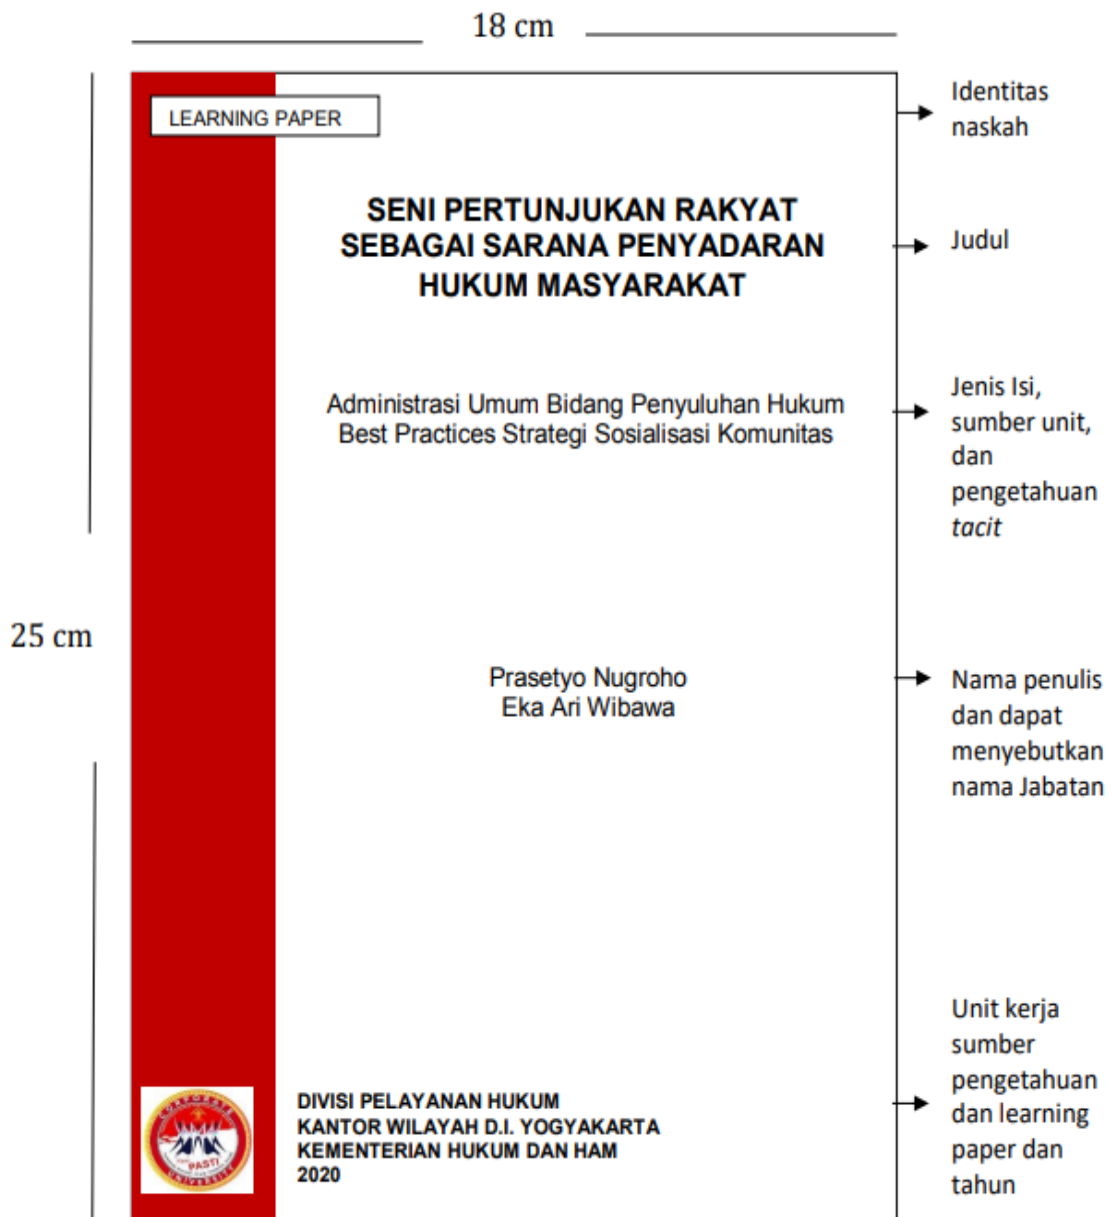 18 cm
LEARNING PAPER
Identitas
naskah
SENI PERTUNJUKAN RAKYAT
SEBAGAI SARANA PENYADARAN
HUKUM MASYARAKAT
Judul
Administrasi Umum Bidang Penyuluhan Hukum
Best Practices Strategi Sosialisasi Komunitas
Jenis Isi,
sumber unit,
dan
pengetahuan
tacit
25 cm
Prasetyo Nugroho
Eka Ari Wibawa
Nama penulis
dan dapat
menyebutkan
nama Jabatan
CORPORATE
PASTI
UNIVERSITY
DIVISI PELAYANAN HUKUM
KANTOR WILAYAH D.I. YOGYAKARTA
KEMENTERIAN HUKUM DAN HAM
2020
Unit kerja
sumber
pengetahuan
dan learning
paper dan
tahun